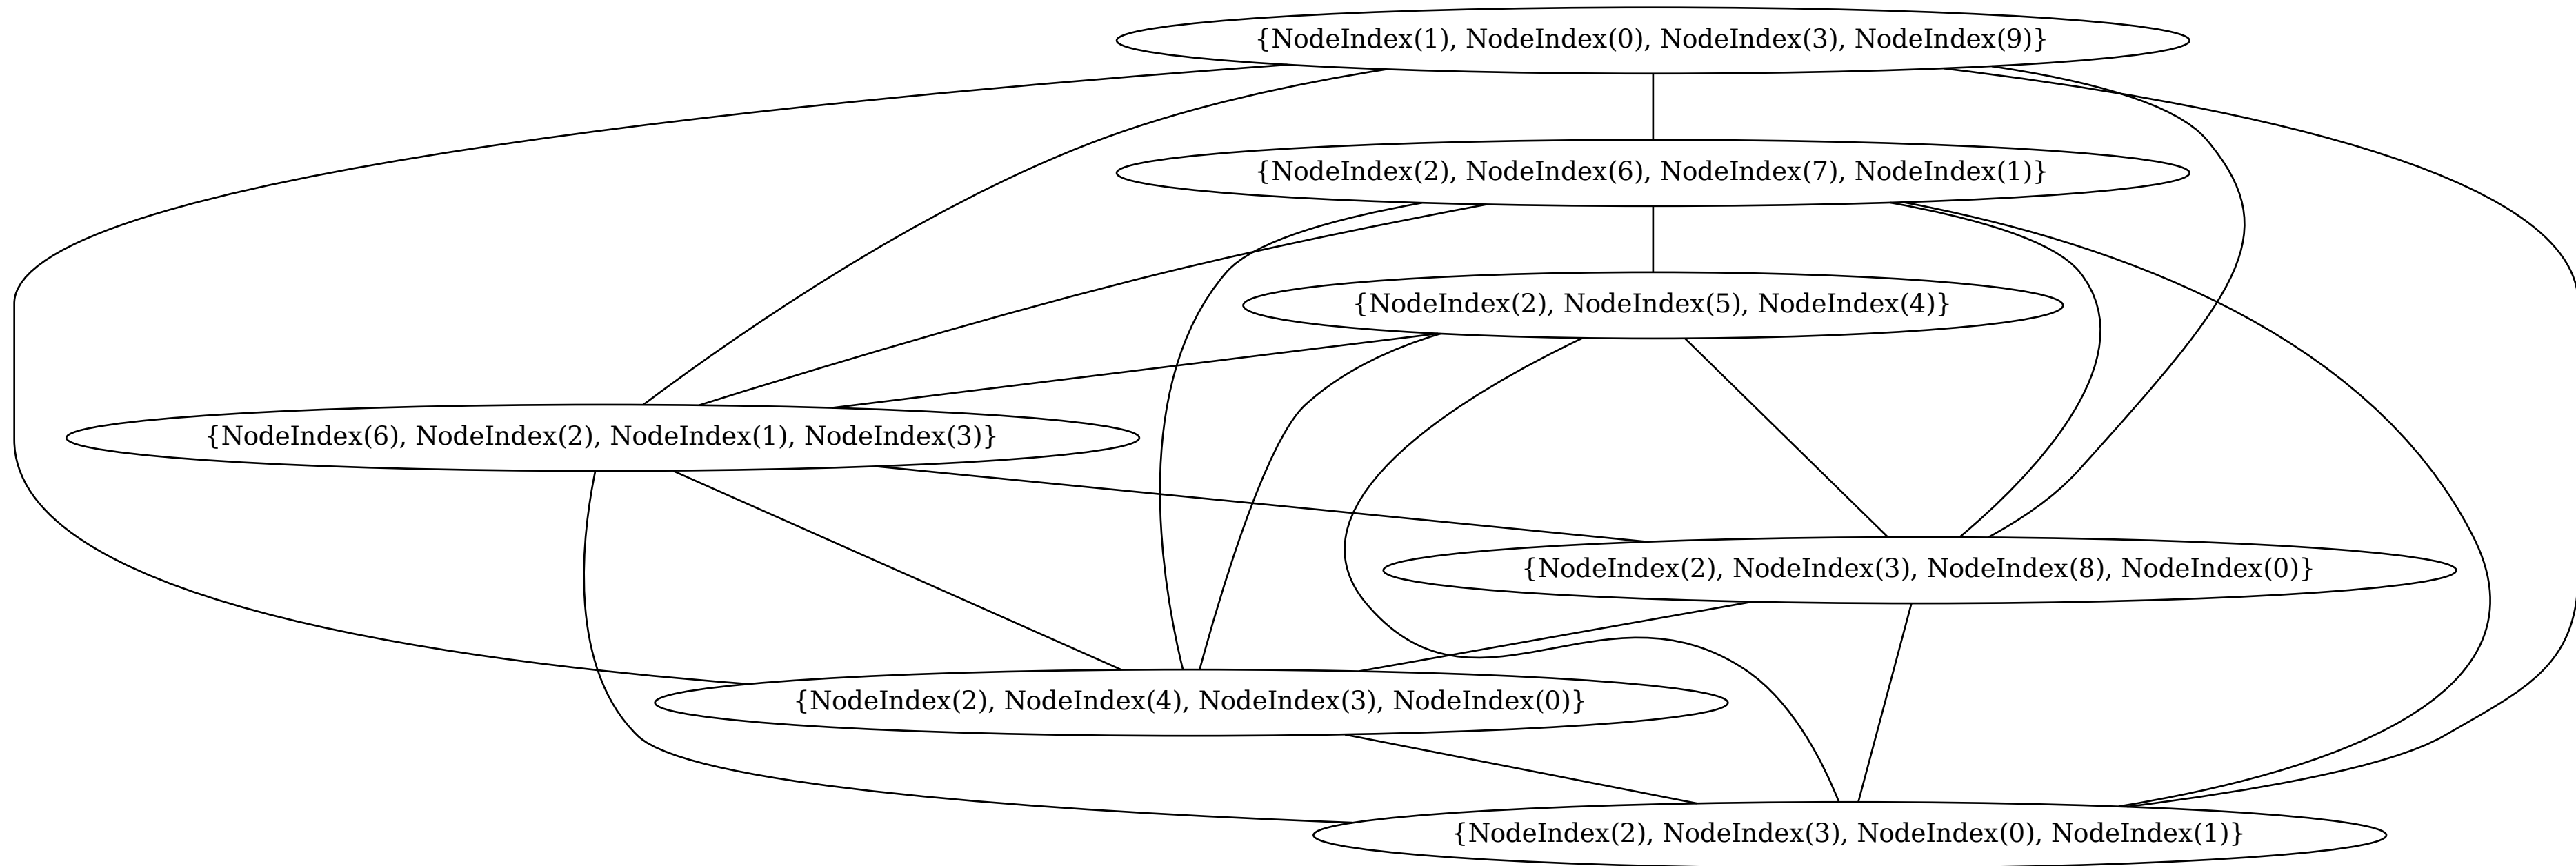 {NodeIndex(1), NodeIndex(0), NodeIndex(3), NodeIndex(9)}
{NodeIndex(2), NodeIndex(6), NodeIndex(7), NodeIndex(1)}
{NodeIndex(2), NodeIndex(5), NodeIndex(4)}
{NodeIndex(6), NodeIndex(2), NodeIndex(1), NodeIndex(3)}
{NodeIndex(2), NodeIndex(3), NodeIndex(8), NodeIndex(0)}
{NodeIndex(2), NodeIndex(4), NodeIndex(3), NodeIndex(0)}
{NodeIndex(2), NodeIndex(3), NodeIndex(0), NodeIndex(1)}